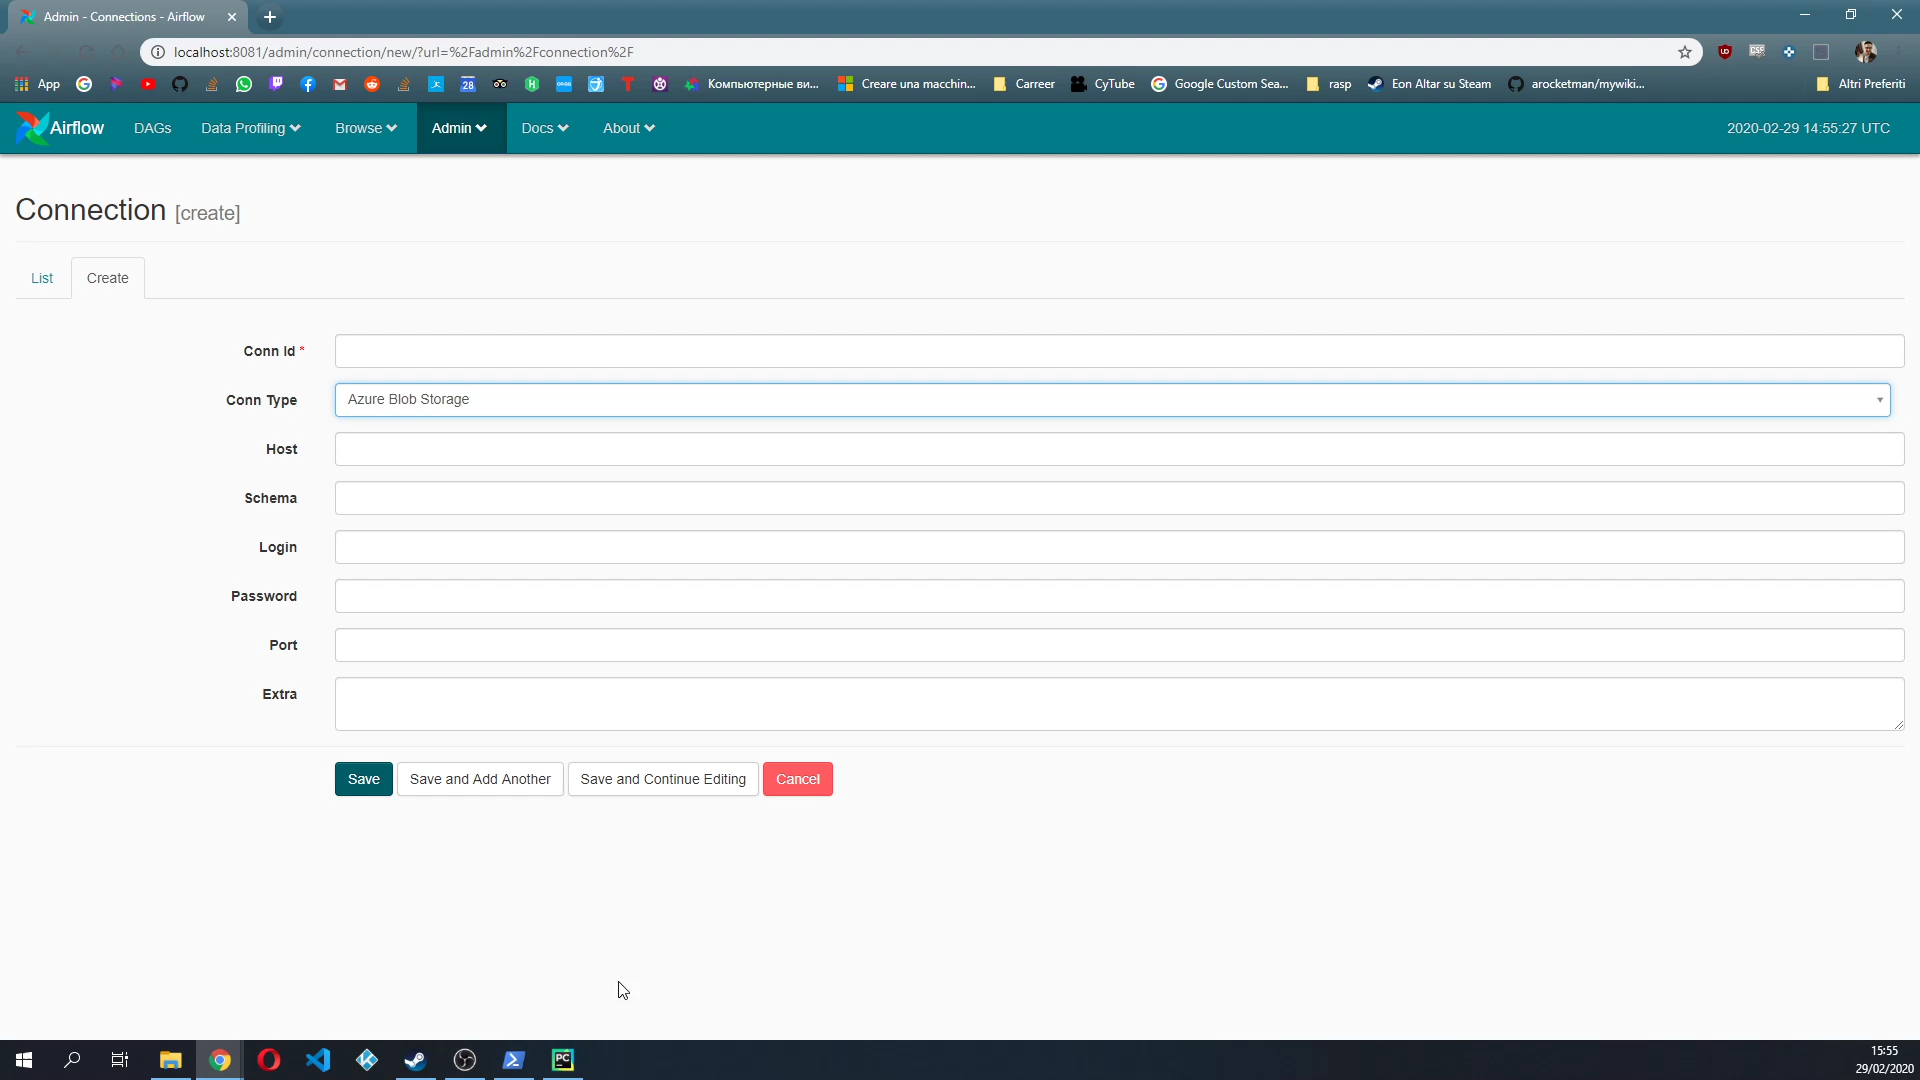 Admin - Connections - Airflow
localhost:8081/admin/connection/new/?url=%2Fadmin%2Fconnection%2F
App
28
Компьютерные ви...
Creare una macchin...
Carreer
CyTube
Google Custom Sea...
rasp
Eon Altar su Steam
arocketman/mywiki...
Altri Preferiti
Airflow DAGs Data Profiling Browse Admin Docs About 2020-02-29 14:55:27 UTC
Connection [create]
List Create
Conn Id *
Conn Type Azure Blob Storage
Host
Schema
Login
Password
Port
Extra
Save Save and Add Another Save and Continue Editing Cancel
PC
15:55
29/02/2020